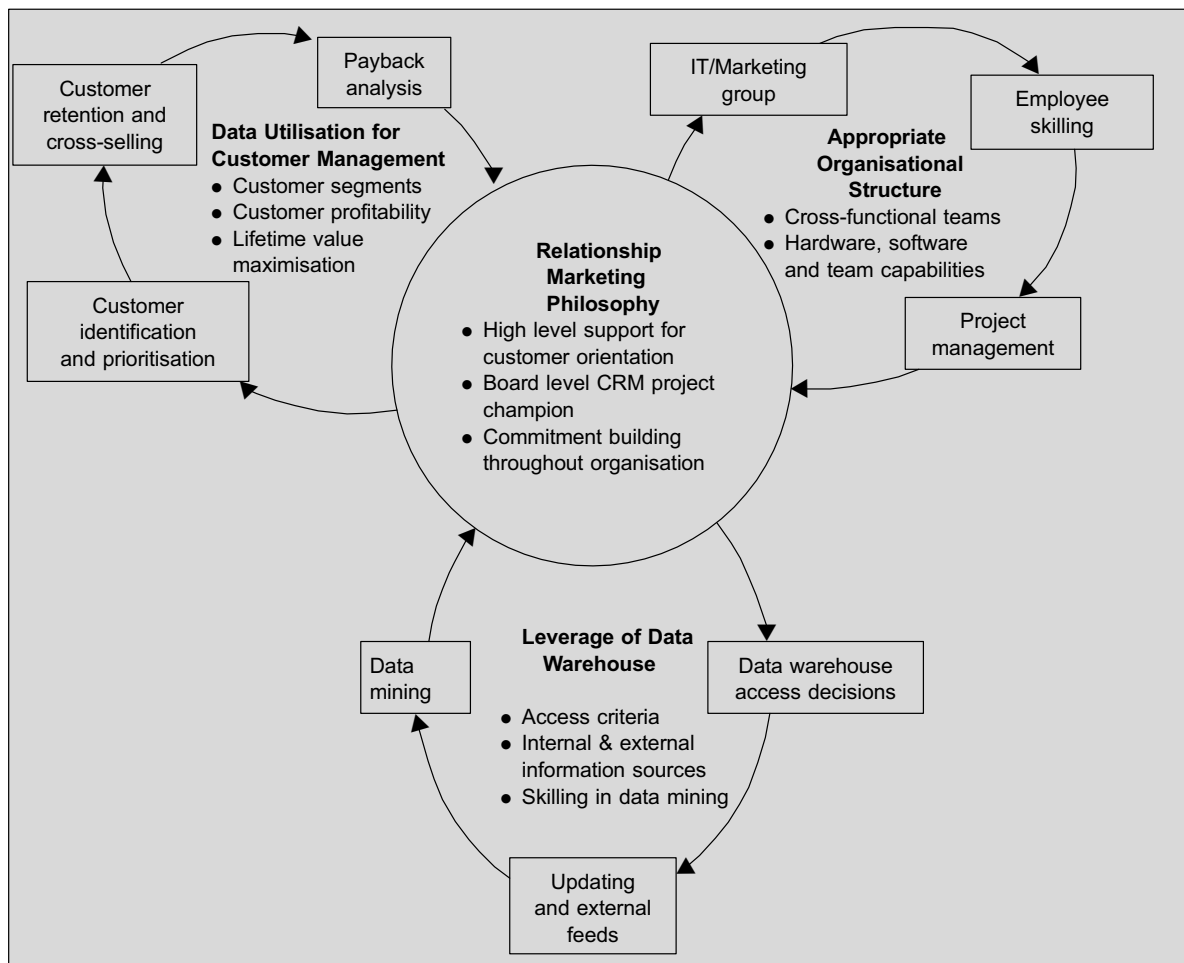 Payback
analysis
Customer
retention and
cross-selling
Data Utilisation for
Customer Management
● Customer segments
● Customer profitability
● Lifetime value
maximisation
Customer
identification
and prioritisation
IT/Marketing
group
Employee
skilling
Appropriate
Organisational
Structure
● Cross-functional teams
● Hardware, software
and team capabilities
Project
management
Relationship
Marketing
Philosophy
● High level support for
customer orientation
● Board level CRM project
champion
● Commitment building
throughout organisation
Leverage of Data
Warehouse
● Access criteria
● Internal & external
information sources
● Skilling in data mining
Data
mining
Data warehouse
access decisions
Updating
and external
feeds